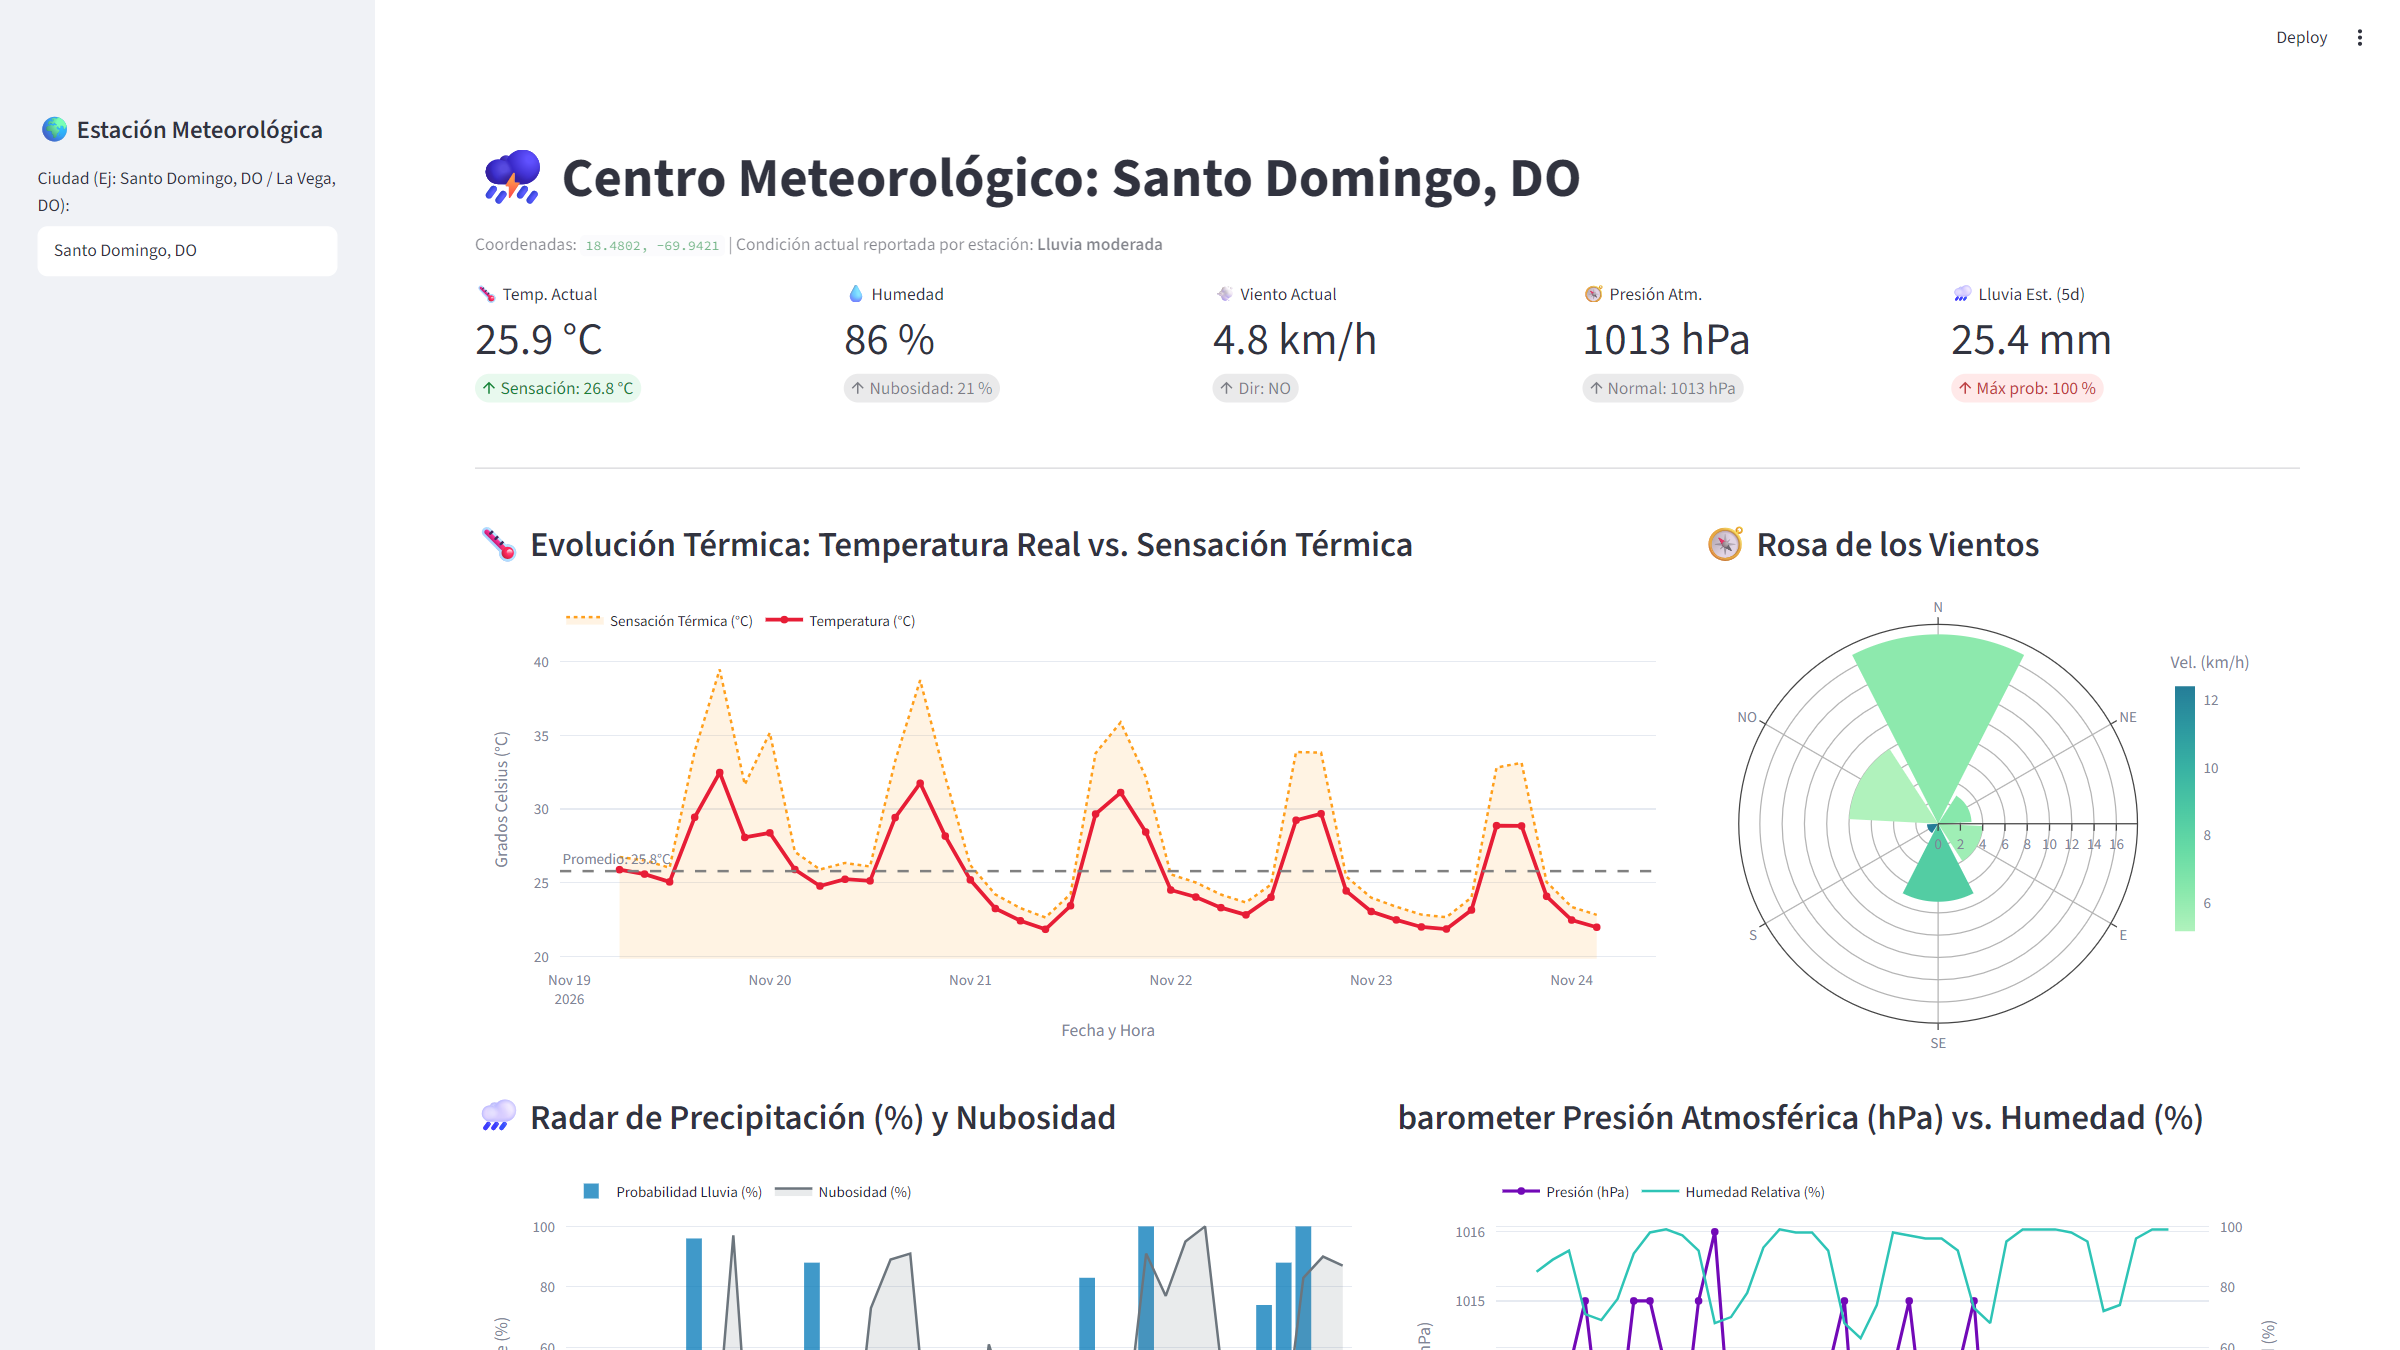 Deploy
Estación Meteorológica
Ciudad (Ej: Santo Domingo, DO / La Vega,
DO):
Santo Domingo, DO
Centro Meteorológico: Santo Domingo, DO
Coordenadas: 18.4802, -69.9421 | Condición actual reportada por estación: Lluvia moderada
Temp. Actual
25.9 °C
↑ Sensación: 26.8 °C
Humedad
86 %
↑ Nubosidad: 21 %
Viento Actual
4.8 km/h
↑ Dir: NO
Presión Atm.
1013 hPa
↑ Normal: 1013 hPa
Lluvia Est. (5d)
25.4 mm
↑ Máx prob: 100 %
Evolución Térmica: Temperatura Real vs. Sensación Térmica
Sensación Térmica (°C)
Temperatura (°C)
Grados Celsius (°C)
40
35
30
25
20
Promedio: 25.8°C
Nov 19
2026
Nov 20
Nov 21
Nov 22
Nov 23
Nov 24
Fecha y Hora
Rosa de los Vientos
N
NE
E
SE
S
NO
0 2 4 6 8 10 12 14 16
Vel. (km/h)
12
10
8
6
Radar de Precipitación (%) y Nubosidad
Probabilidad Lluvia (%)
Nubosidad (%)
100
80
60
(%)
barometer Presión Atmosférica (hPa) vs. Humedad (%)
Presión (hPa)
Humedad Relativa (%)
1016
1015
hPa)
100
80
60
(%)